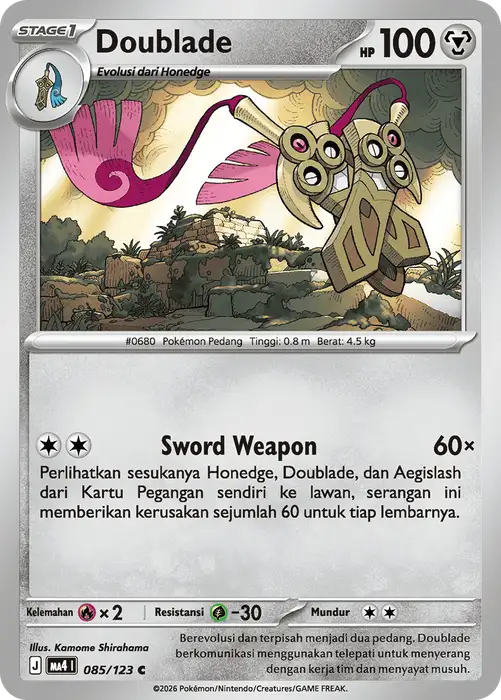 STAGE1
Doublade
HP 100
Evolusi dari Honedge
#0680 Pokémon Pedang Tinggi: 0.8 m Berat: 4.5 kg
Sword Weapon 60×
Perlihatkan sesukanya Honedge, Doublade, dan Aegislash
dari Kartu Pegangan sendiri ke lawan, serangan ini
memberikan kerusakan sejumlah 60 untuk tiap lembarnya.
Kelemahan ×2 Resistansi -30 Mundur
Illus. Kamome Shirahama
J MA4 I 085/123 C
Berevolusi dan terpisah menjadi dua pedang. Doublade
berkomunikasi menggunakan telepati untuk menyerang
dengan kerja tim dan menyayat musuh.
©2026 Pokémon/Nintendo/Creatures/GAME FREAK.